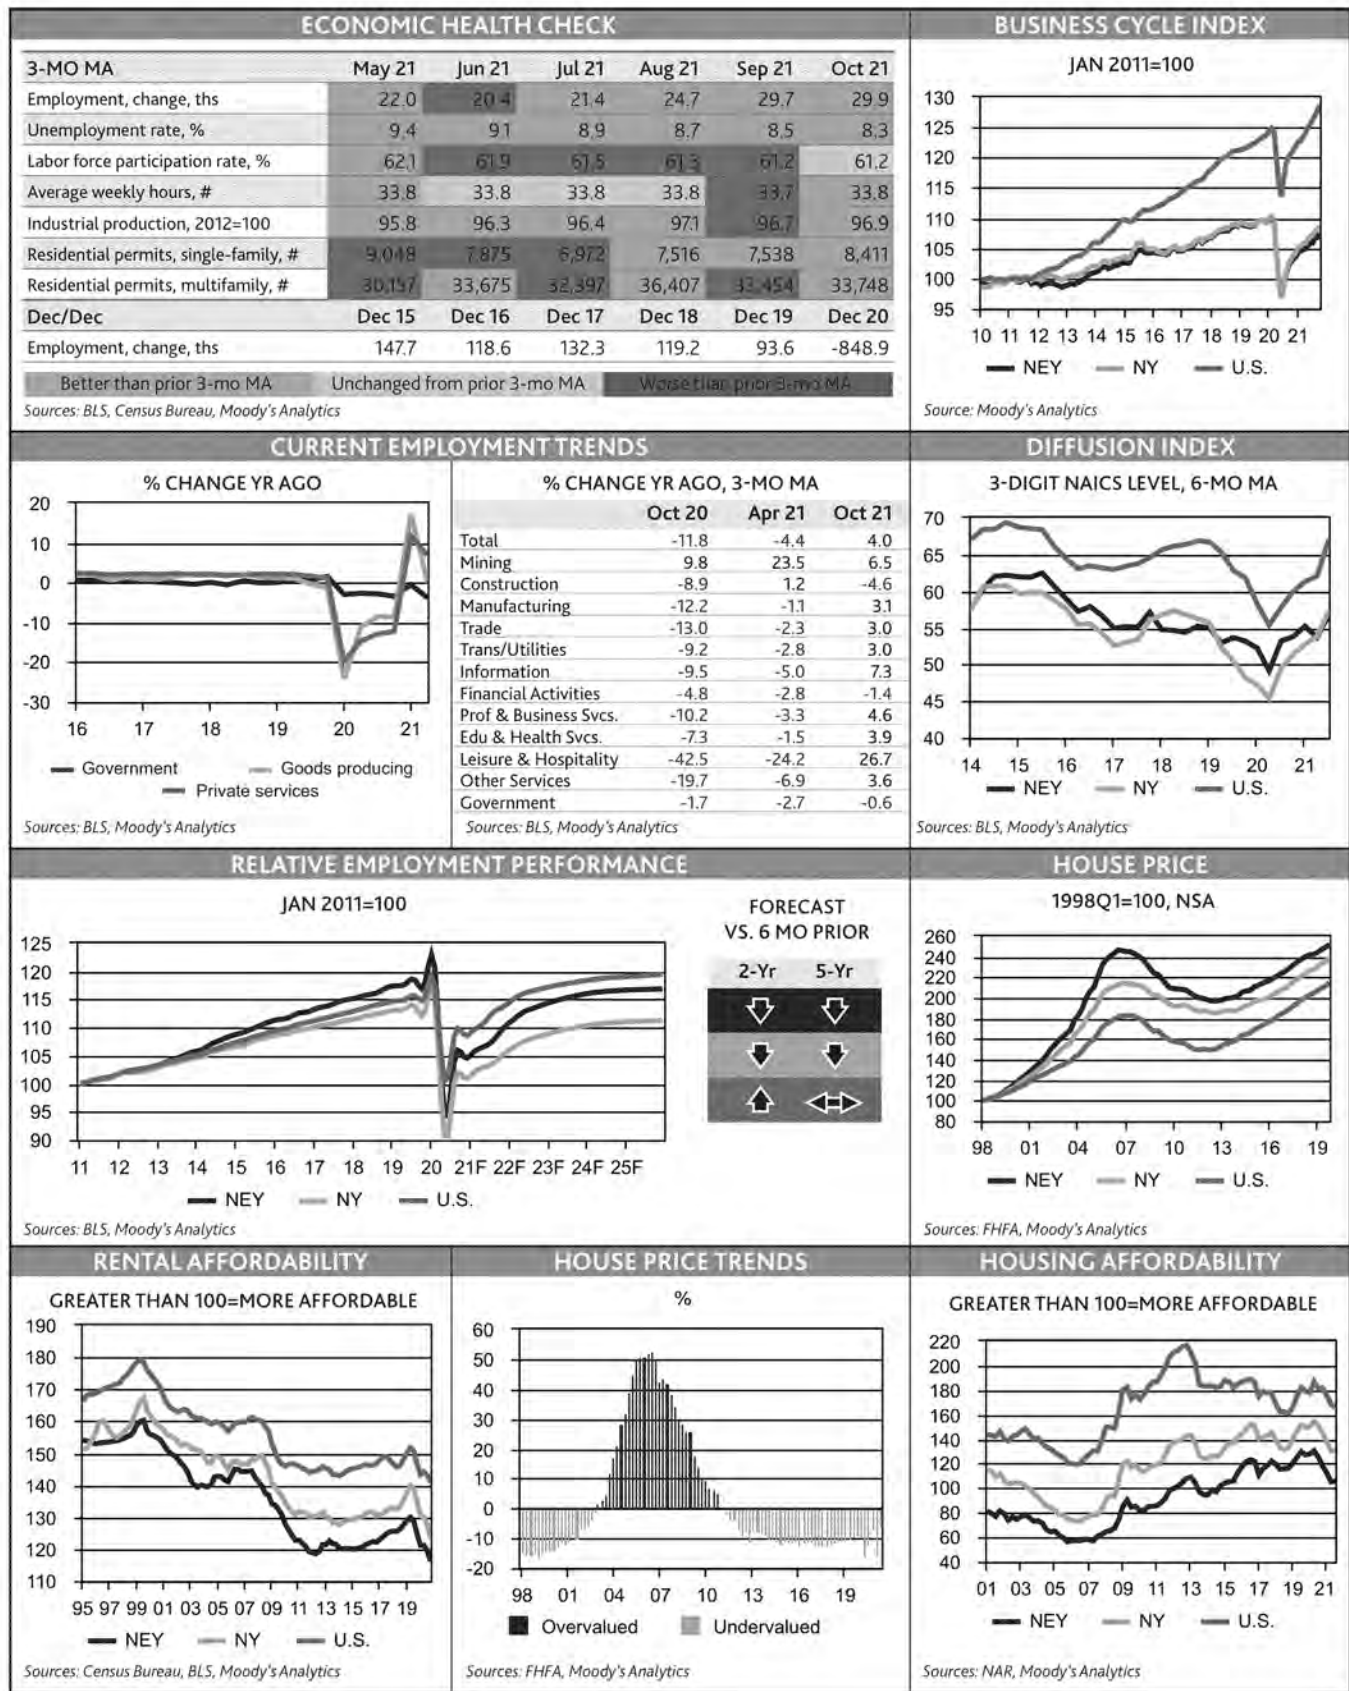 ECONOMIC HEALTH CHECK
3-MO MA May 21 Jun 21 Jul 21 Aug 21 Sep 21 Oct 21
Employment, change, ths 22.0 20.4 21.4 24.7 29.7 29.9
Unemployment rate, % 9.4 9.1 8.9 8.7 8.5 8.3
Labor force participation rate, % 62.1 61.9 61.5 61.3 61.2 61.2
Average weekly hours, # 33.8 33.8 33.8 33.8 33.7 33.8
Industrial production, 2012=100 95.8 96.3 96.4 97.1 96.7 96.9
Residential permits, single-family, # 9,048 7,875 6,972 7,516 7,538 8,411
Residential permits, multifamily, # 30,157 33,675 32,397 36,407 33,454 33,748
Dec/Dec Dec 15 Dec 16 Dec 17 Dec 18 Dec 19 Dec 20
Employment, change, ths 147.7 118.6 132.3 119.2 93.6 -848.9
Better than prior 3-mo MA Unchanged from prior 3-mo MA Worse than prior 3-mo MA
Sources: BLS, Census Bureau, Moody's Analytics
BUSINESS CYCLE INDEX
JAN 2011=100
130
125
120
115
110
105
100
95
10 11 12 13 14 15 16 17 18 19 20 21
NEY NY U.S.
Source: Moody's Analytics
CURRENT EMPLOYMENT TRENDS
% CHANGE YR AGO
20
10
0
-10
-20
-30
16 17 18 19 20 21
Government Goods producing
Private services
Sources: BLS, Moody's Analytics
% CHANGE YR AGO, 3-MO MA
Oct 20 Apr 21 Oct 21
Total -11.8 -4.4 4.0
Mining 9.8 23.5 6.5
Construction -8.9 1.2 -4.6
Manufacturing -12.2 -1.1 3.1
Trade -13.0 -2.3 3.0
Trans/Utilities -9.2 -2.8 3.0
Information -9.5 -5.0 7.3
Financial Activities -4.8 -2.8 -1.4
Prof & Business Svcs. -10.2 -3.3 4.6
Edu & Health Svcs. -7.3 -1.5 3.9
Leisure & Hospitality -42.5 -24.2 26.7
Other Services -19.7 -6.9 3.6
Government -1.7 -2.7 -0.6
Sources: BLS, Moody's Analytics
DIFFUSION INDEX
3-DIGIT NAICS LEVEL, 6-MO MA
70
65
60
55
50
45
40
14 15 16 17 18 19 20 21
NEY NY U.S.
Sources: BLS, Moody's Analytics
RELATIVE EMPLOYMENT PERFORMANCE
JAN 2011=100
125
120
115
110
105
100
95
90
11 12 13 14 15 16 17 18 19 20 21F 22F 23F 24F 25F
NEY NY U.S.
Sources: BLS, Moody's Analytics
FORECAST
VS. 6 MO PRIOR
2-Yr 5-Yr
HOUSE PRICE
1998Q1=100, NSA
260
240
220
200
180
160
140
120
100
80
98 01 04 07 10 13 16 19
NEY NY U.S.
Sources: FHFA, Moody's Analytics
RENTAL AFFORDABILITY
GREATER THAN 100=MORE AFFORDABLE
190
180
170
160
150
140
130
120
110
95 97 99 01 03 05 07 09 11 13 15 17 19
NEY NY U.S.
Sources: Census Bureau, BLS, Moody's Analytics
HOUSE PRICE TRENDS
%
60
50
40
30
20
10
0
-10
-20
98 01 04 07 10 13 16 19
Overvalued Undervalued
Sources: FHFA, Moody's Analytics
HOUSING AFFORDABILITY
GREATER THAN 100=MORE AFFORDABLE
220
200
180
160
140
120
100
80
60
40
01 03 05 07 09 11 13 15 17 19 21
NEY NY U.S.
Sources: NAR, Moody's Analytics